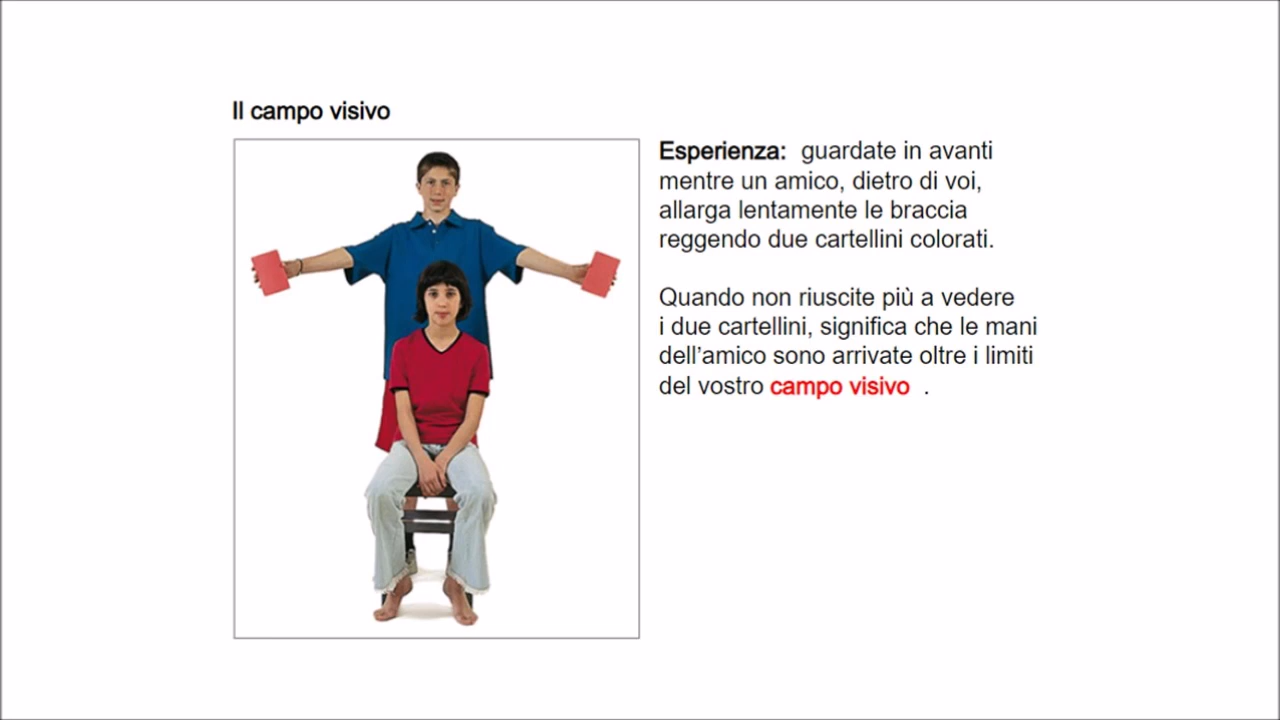 Il campo visivo
Esperienza: guardate in avanti
mentre un amico, dietro di voi,
allarga lentamente le braccia
reggendo due cartellini colorati.
Quando non riuscite più a vedere
i due cartellini, significa che le mani
dell'amico sono arrivate oltre i limiti
del vostro campo visivo .